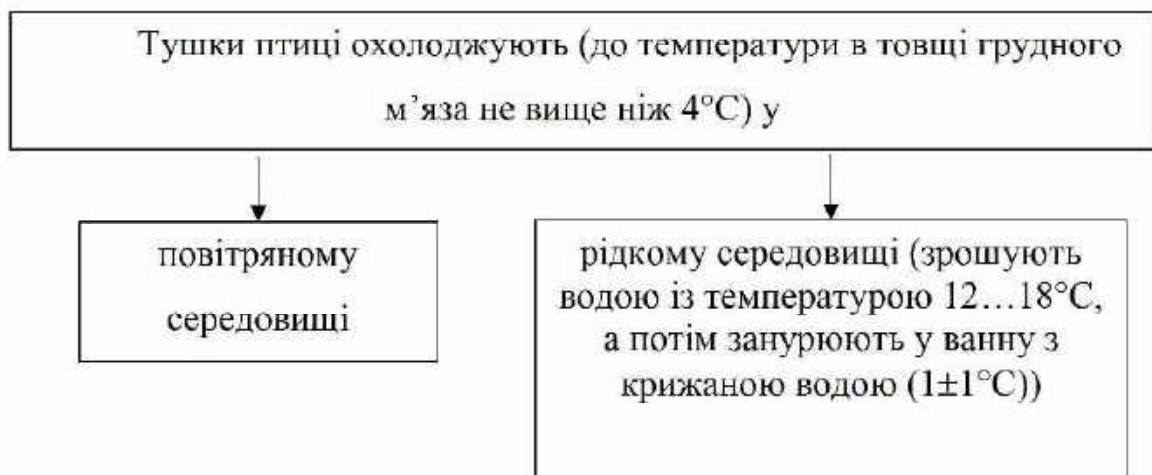 Тушки птиці охолоджують (до температури в товщі грудного
м’яза не вище ніж 4°С) у
повітряному
середовищі
рідкому середовищі (зрошують
водою із температурою 12…18°С,
а потім занурюють у ванну з
крижаною водою (1±1°С))